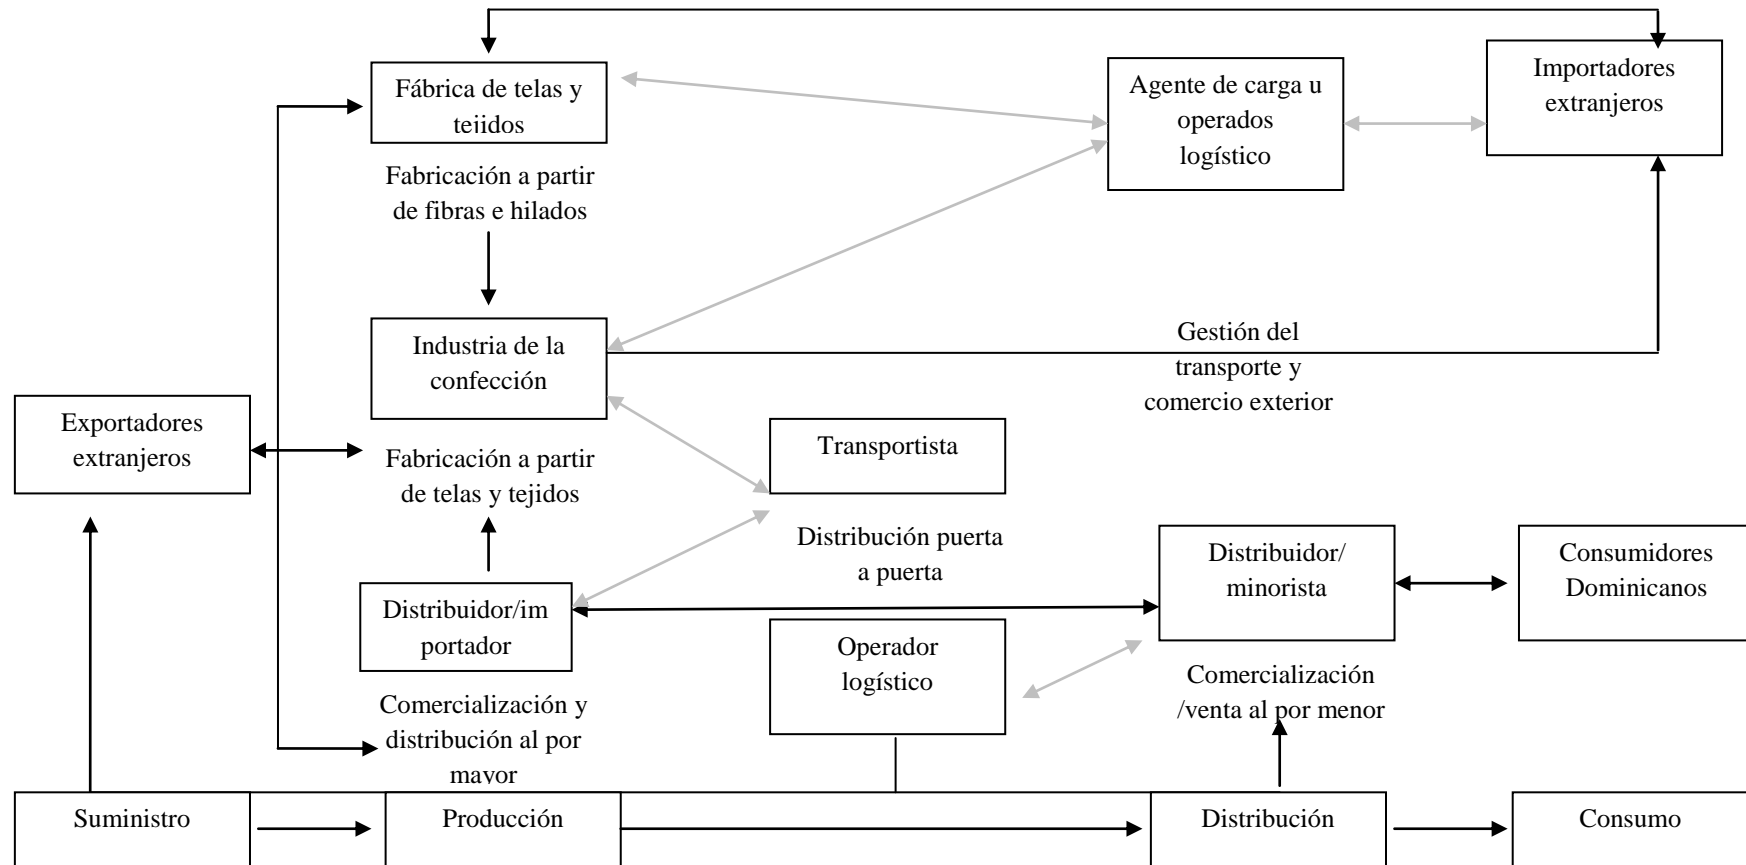 Fábrica de telas y
tejidos
Fabricación a partir
de fibras e hilados
Agente de carga u
operados
logístico
Importadores
extranjeros
Industria de la
confección
Gestión del
transporte y
comercio exterior
Exportadores
extranjeros
Fabricación a partir
de telas y tejidos
Transportista
Distribución puerta
a puerta
Distribuidor/
minorista
Consumidores
Dominicanos
Distribuidor/im
portador
Operador
logístico
Comercialización
/venta al por menor
Comercialización y
distribución al por
mayor
Suministro
Producción
Distribución
Consumo